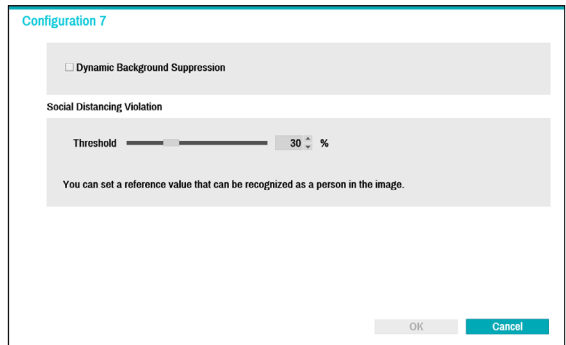 Configuration 7
Dynamic Background Suppression
Social Distancing Violation
Threshold 30 %
You can set a reference value that can be recognized as a person in the image.
OK Cancel